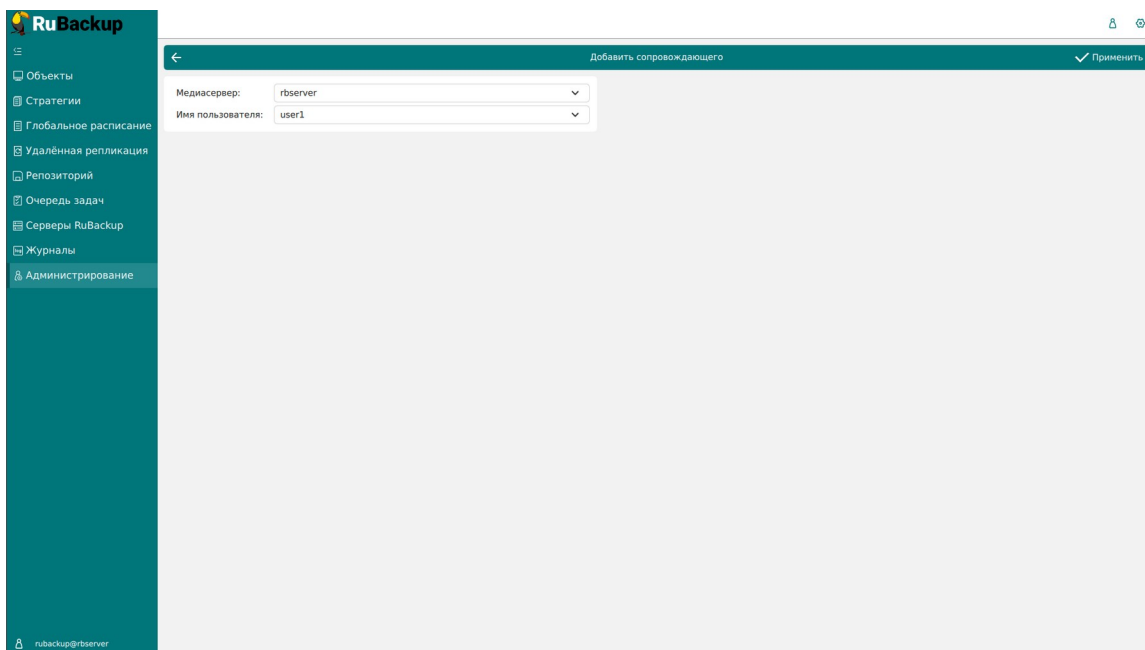 RuBackup
Объекты
Стратегии
Глобальное расписание
Удалённая репликация
Репозиторий
Очередь задач
Серверы RuBackup
Журналы
Администрирование
rubackup@rbserver
Добавить сопровождающего
Применить
Медиасервер: rbserver
Имя пользователя: user1